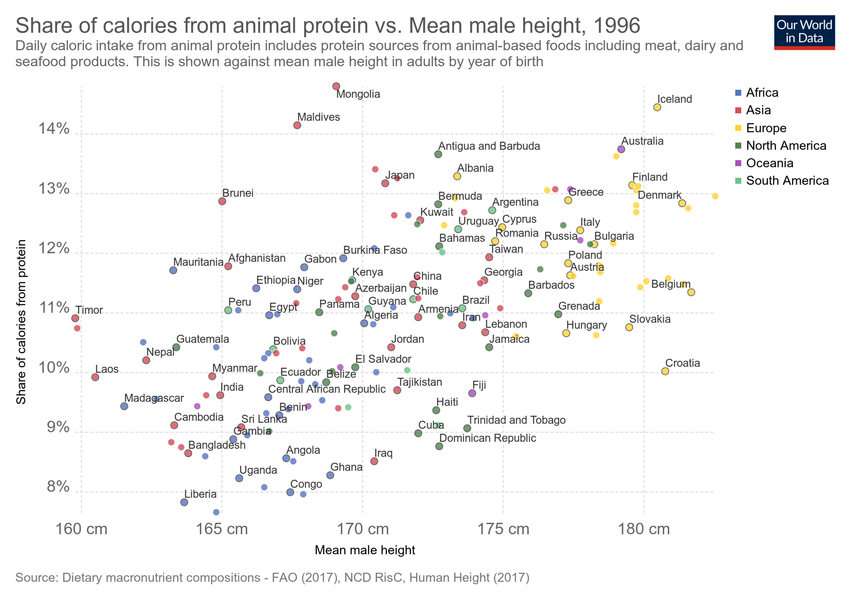 Share of calories from animal protein vs. Mean male height, 1996
Daily caloric intake from animal protein includes protein sources from animal-based foods including meat, dairy and
seafood products. This is shown against mean male height in adults by year of birth
Our World
in Data
Africa
Asia
Europe
North America
Oceania
South America
Share of calories from protein
14%
13%
12%
11%
10%
9%
8%
Mongolia
Iceland
Maldives
Australia
Antigua and Barbuda
Albania
Japan
Finland
Brunei
Bermuda
Argentina
Greece
Denmark
Kuwait
Uruguay
Cyprus
Italy
Bahamas
Romania
Russia
Bulgaria
Burkina Faso
Taiwan
Mauritania
Afghanistan
Gabon
Poland
Kenya
China
Georgia
Austria
Ethiopia
Niger
Azerbaijan
Chile
Barbados
Belgium
Timor
Peru
Egypt
Panama
Guyana
Algeria
Armenia
Brazil
Iran
Grenada
Lebanon
Hungary
Slovakia
Guatemala
Bolivia
Jordan
Jamaica
Nepal
El Salvador
Laos
Myanmar
Ecuador
Belize
Croatia
India
Central African Republic
Tajikistan
Fiji
Madagascar
Benin
Haiti
Cambodia
Sri Lanka
Gambia
Cuba
Trinidad and Tobago
Bangladesh
Angola
Iraq
Dominican Republic
Uganda
Ghana
Liberia
Congo
160 cm
165 cm
170 cm
175 cm
180 cm
Mean male height
Source: Dietary macronutrient compositions - FAO (2017), NCD RisC, Human Height (2017)